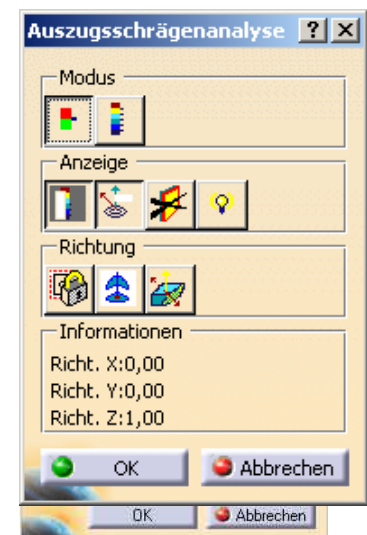 Auszugsschrägenanalyse ? X
Modus
Anzeige
Richtung
Informationen
Richt. X:0,00
Richt. Y:0,00
Richt. Z:1,00
OK Abbrechen
OK Abbrechen